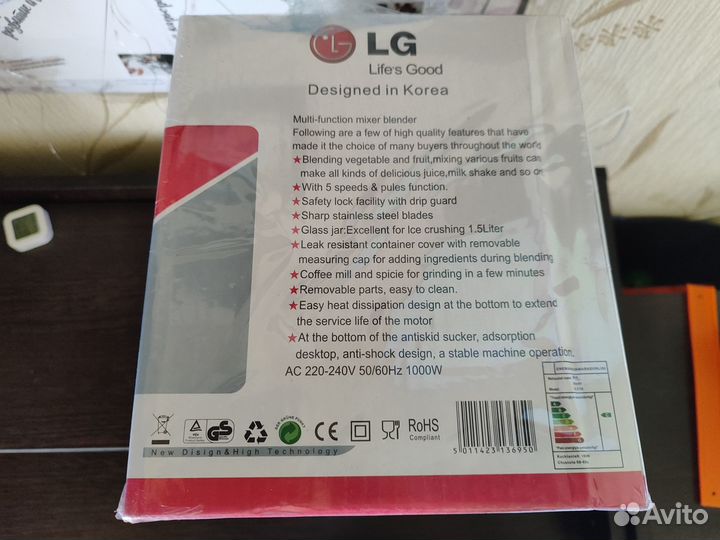 LG
Life's Good
Designed in Korea
Multi-function mixer blender
Following are a few of high quality features that have
made it the choice of many buyers throughout the world
★Blending vegetable and fruit,mixing various fruits can
make all kinds of delicious juice,milk shake and so on
★With 5 speeds & pules function.
★Safety lock facility with drip guard
★Sharp stainless steel blades
★Glass jar:Excellent for Ice crushing 1.5Liter
★Leak resistant container cover with removable
measuring cap for adding ingredients during blending
★Coffee mill and spicie for grinding in a few minutes
★Removable parts, easy to clean.
★Easy heat dissipation design at the bottom to extend
the service life of the motor
★At the bottom of the antiskid sucker, adsorption
desktop, anti-shock design, a stable machine operation.
AC 220-240V 50/60Hz 1000W
GS
DER GRÜNE PUNKT
CE
RoHS
Compliant
5 011423 136950
New Disign&High Technology
Avito